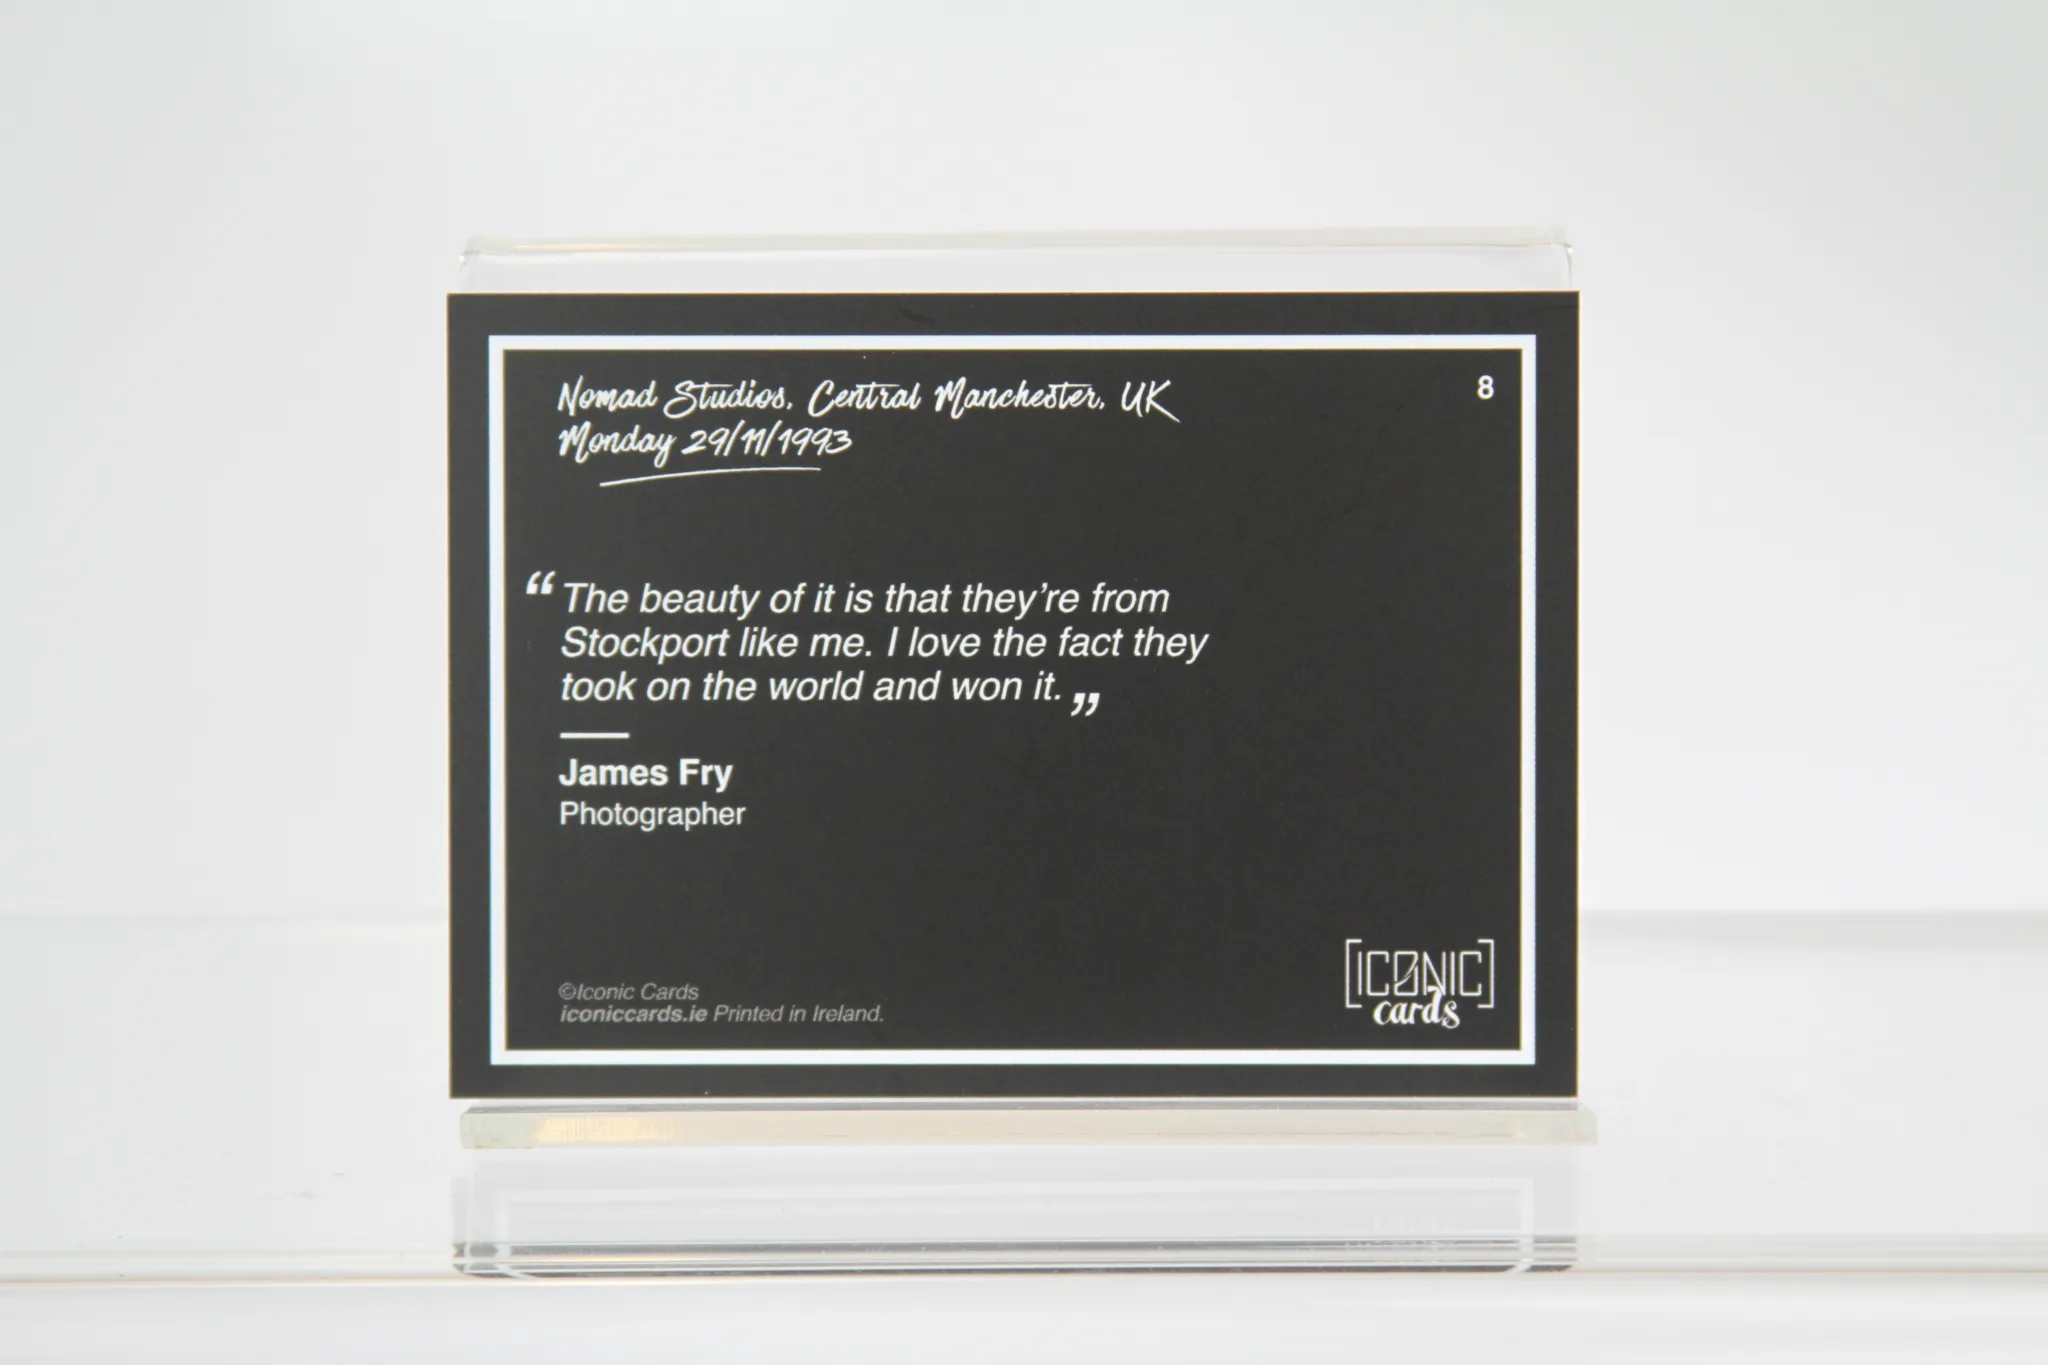 Nomad Studios, Central Manchester, UK
Monday 29/11/1993
8
“The beauty of it is that they’re from
Stockport like me. I love the fact they
took on the world and won it.”
James Fry
Photographer
©Iconic Cards
iconiccards.ie Printed in Ireland.
[ICONIC]
cards